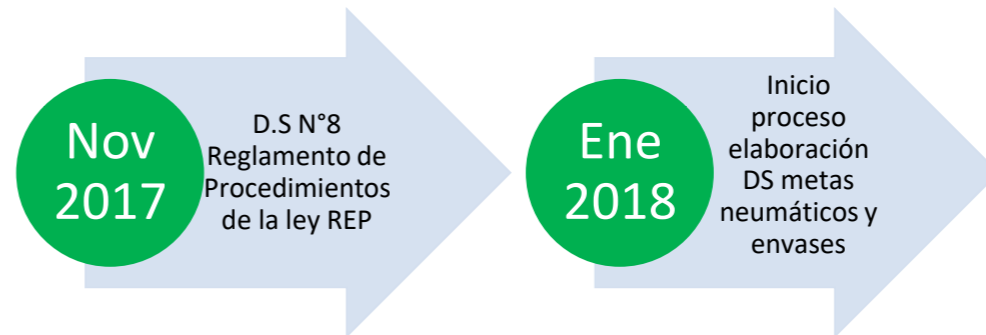 Nov
2017
D.S N°8
Reglamento de
Procedimientos
de la ley REP
Ene
2018
Inicio
proceso
elaboración
DS metas
neumáticos y
envases